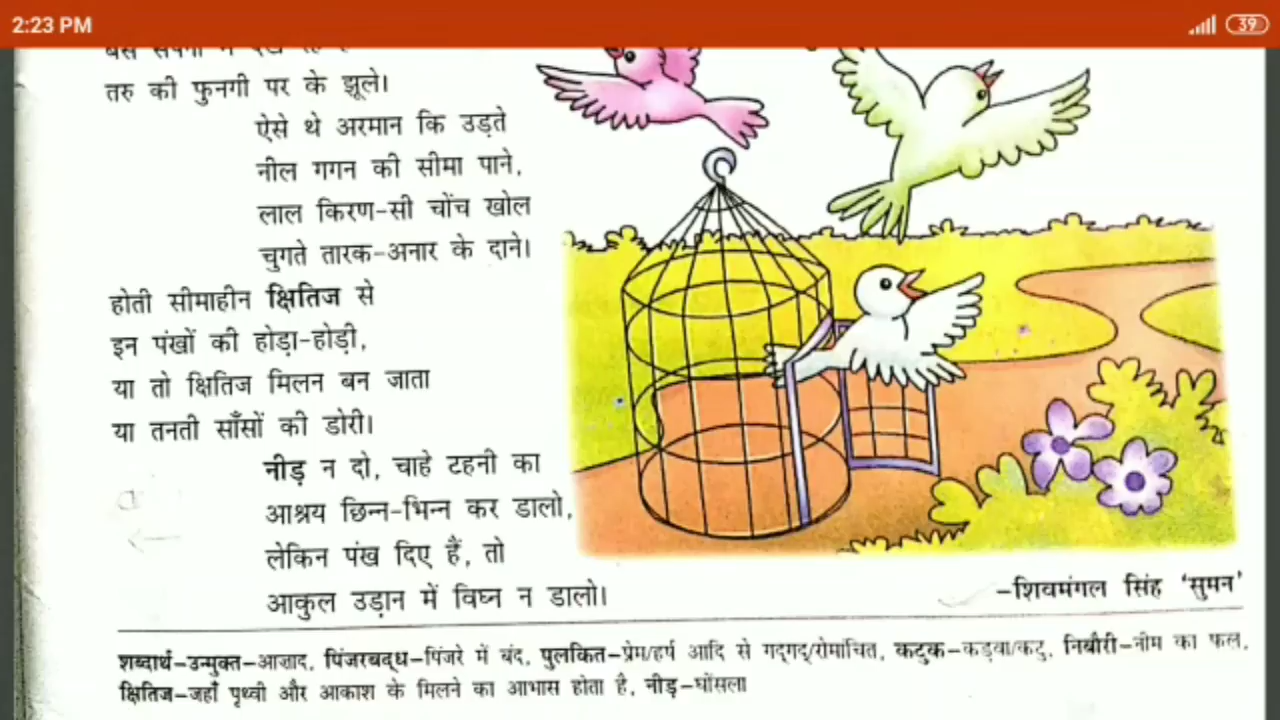 2:23 PM
39
तरु की फुनगी पर के झूले।
ऐसे थे अरमान कि उड़ते
नील गगन की सीमा पाने,
लाल किरण-सी चोंच खोल
चुगते तारक-अनार के दाने।
होती सीमाहीन क्षितिज से
इन पंखों की होड़ा-होड़ी,
या तो क्षितिज मिलन बन जाता
या तनती साँसों की डोरी।
नीड़ न दो, चाहे टहनी का
आश्रय छिन्न-भिन्न कर डालो,
लेकिन पंख दिए हैं, तो
आकुल उड़ान में विघ्न न डालो।
–शिवमंगल सिंह 'सुमन'
शब्दार्थ–उन्मुक्त–आज़ाद, पिंजरबद्ध–पिंजरे में बंद, पुलकित–प्रेम/हर्ष आदि से गद्गद्/रोमांचित, कटुक–कड़वा/कटु, निबौरी–नीम का फल,
क्षितिज–जहाँ पृथ्वी और आकाश के मिलने का आभास होता है, नीड़–घोंसला